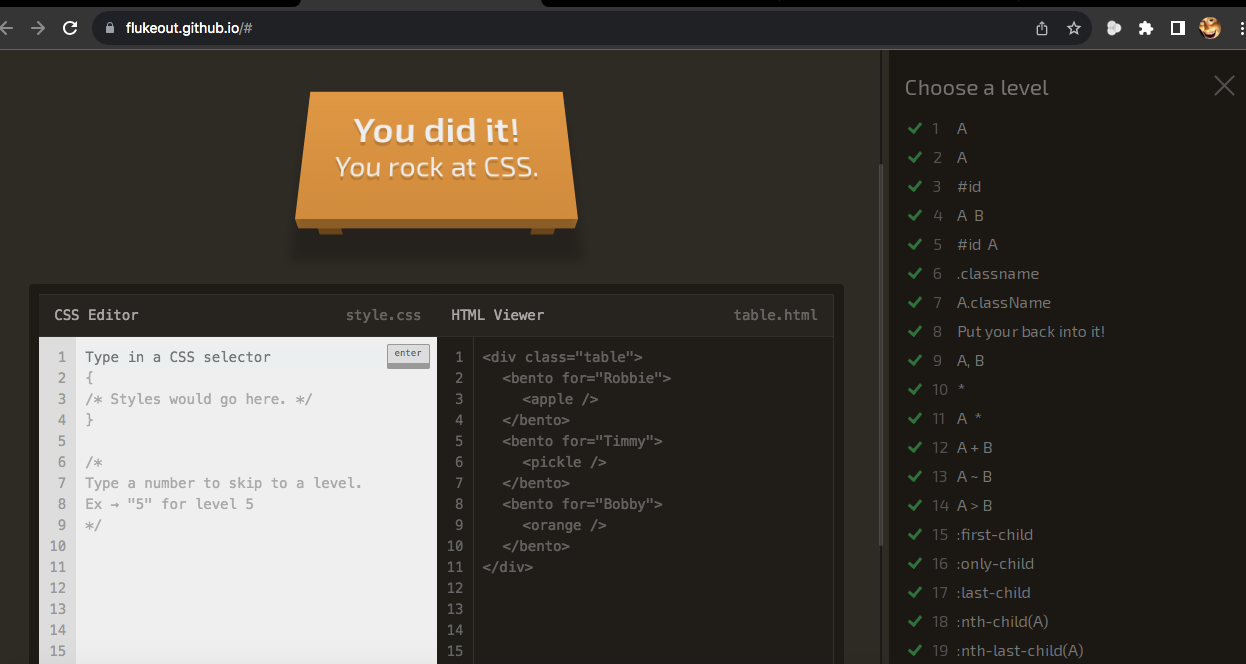 flukeout.github.io/#
You did it!
You rock at CSS.
CSS Editor style.css
1 Type in a CSS selector enter
2 {
3 /* Styles would go here. */
4 }
5
6 /*
7 Type a number to skip to a level.
8 Ex → "5" for level 5
9 */
10
11
12
13
14
15
HTML Viewer table.html
1 <div class="table">
2 <bento for="Robbie">
3 <apple />
4 </bento>
5 <bento for="Timmy">
6 <pickle />
7 </bento>
8 <bento for="Bobby">
9 <orange />
10 </bento>
11 </div>
12
13
14
15
Choose a level
1 A
2 A
3 #id
4 A B
5 #id A
6 .classname
7 A.className
8 Put your back into it!
9 A, B
10 *
11 A *
12 A + B
13 A ~ B
14 A > B
15 :first-child
16 :only-child
17 :last-child
18 :nth-child(A)
19 :nth-last-child(A)